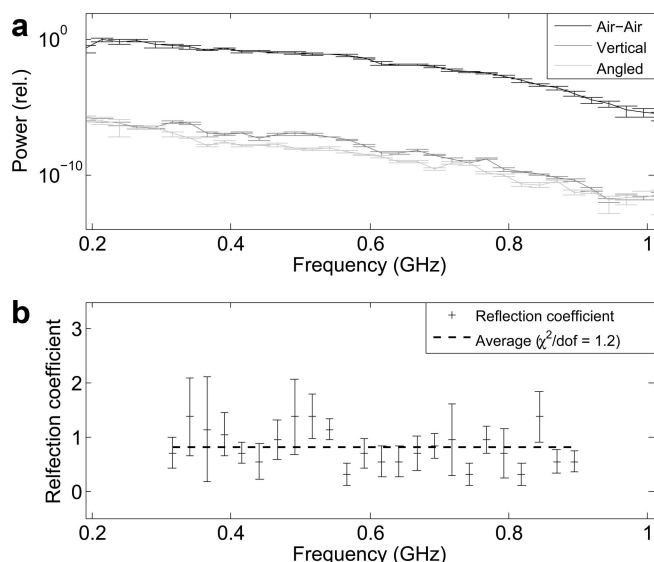 a
10^0
10^−10
Power (rel.)
Air−Air
Vertical
Angled
0.2 0.4 0.6 0.8 1
Frequency (GHz)
b
3
2
1
0
Relflection coefficient
Reflection coefficient
Average (χ^2/dof = 1.2)
0.2 0.4 0.6 0.8 1
Frequency (GHz)